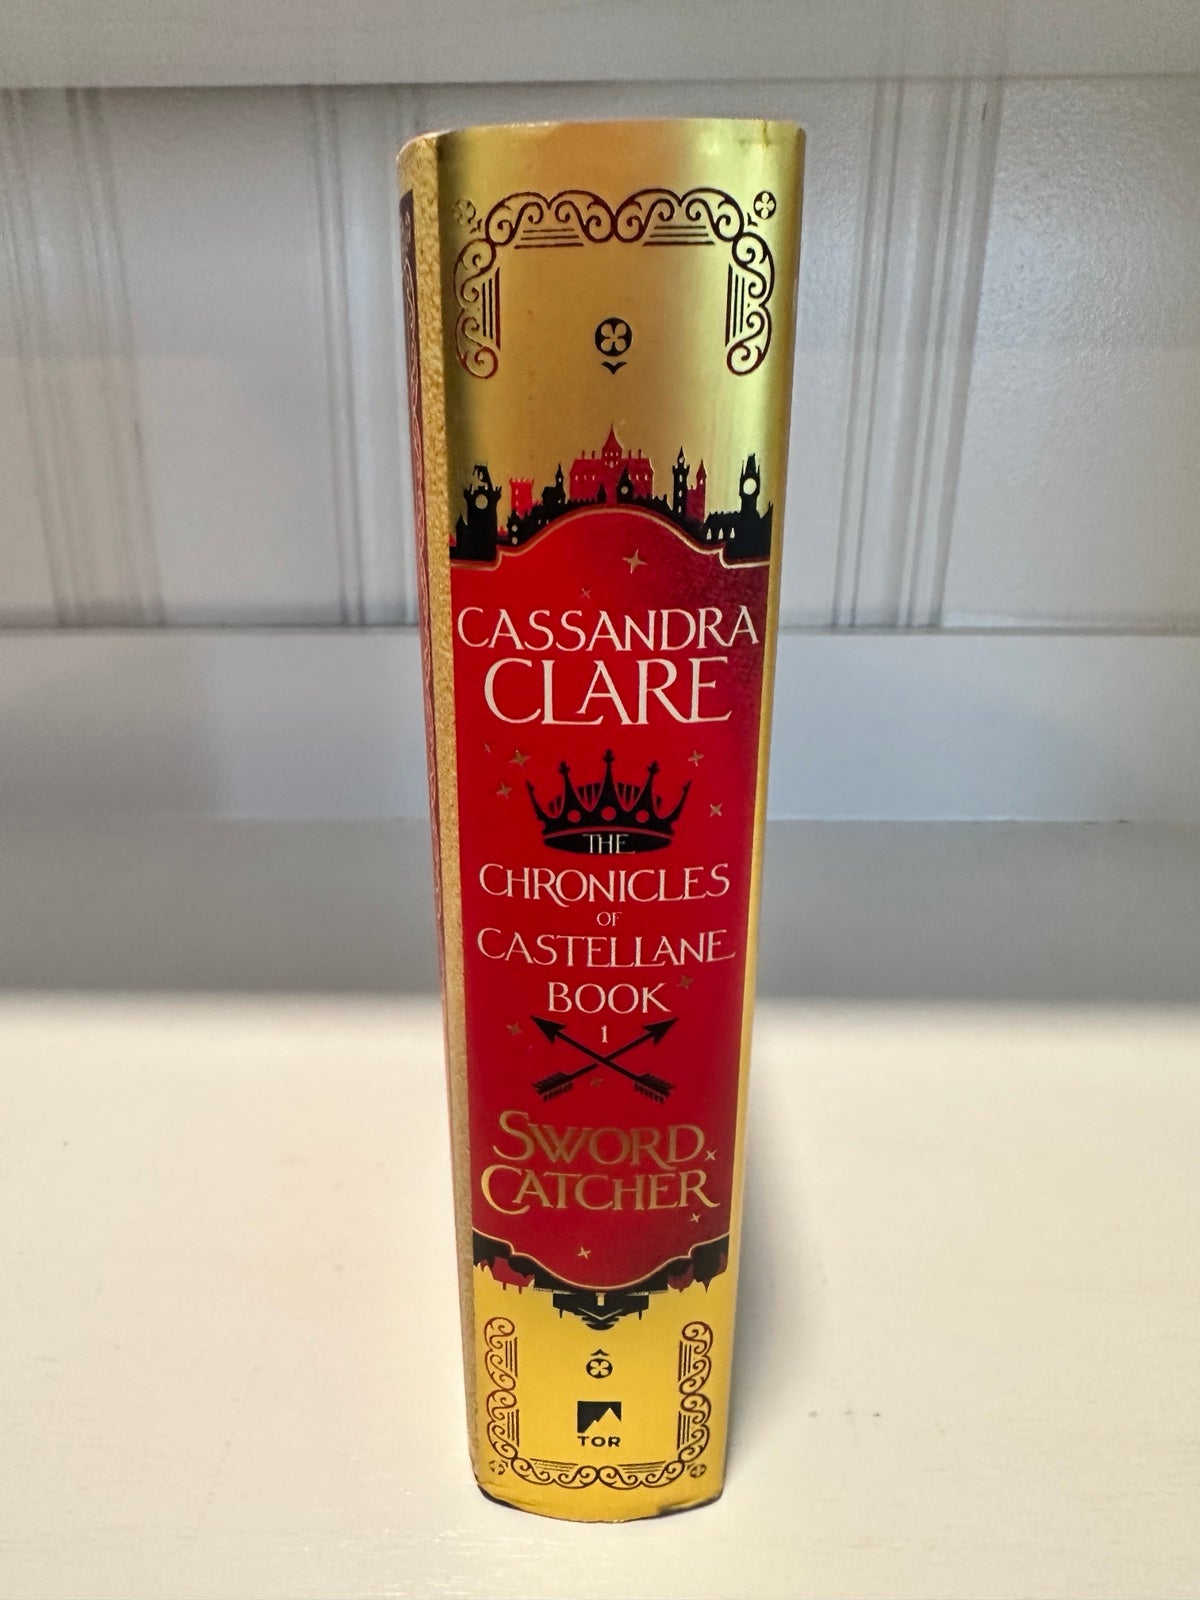 CASSANDRA
CLARE
THE
CHRONICLES
OF
CASTELLANE
BOOK
1
SWORD
CATCHER
TOR